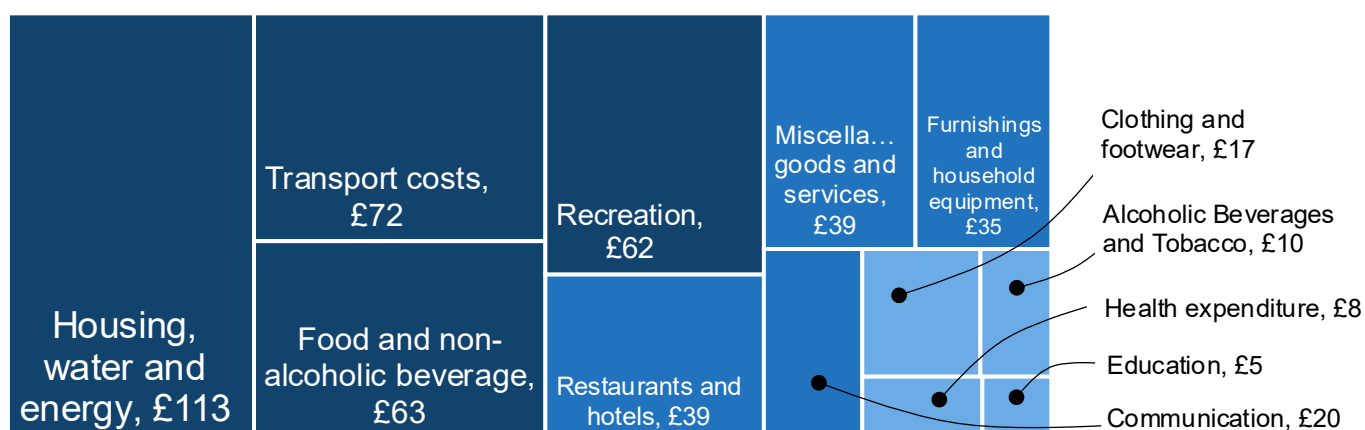 Housing,
water and
energy, £113
Transport costs,
£72
Food and non-
alcoholic beverage,
£63
Recreation,
£62
Restaurants and
hotels, £39
Miscella...
goods and
services,
£39
Furnishings
and
household
equipment,
£35
Clothing and
footwear, £17
Alcoholic Beverages
and Tobacco, £10
Health expenditure, £8
Education, £5
Communication, £20